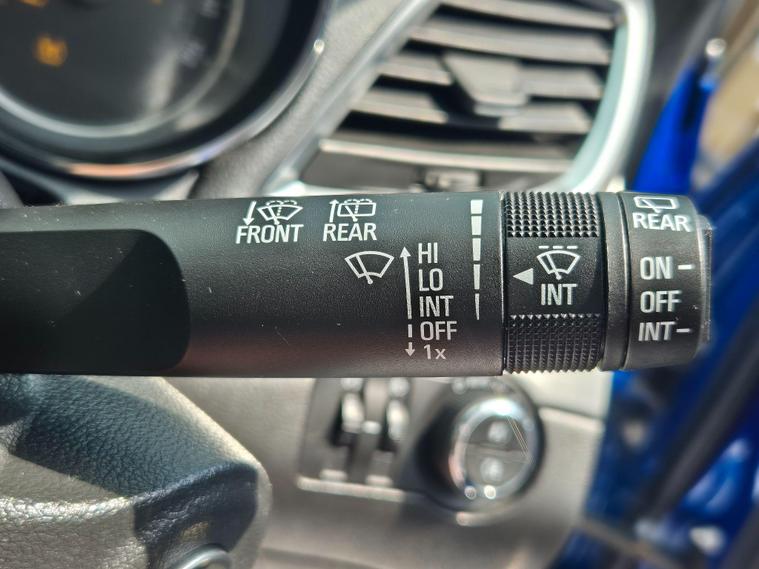 FRONT
REAR
HI
LO
INT
OFF
1x
INT
REAR
ON
OFF
INT